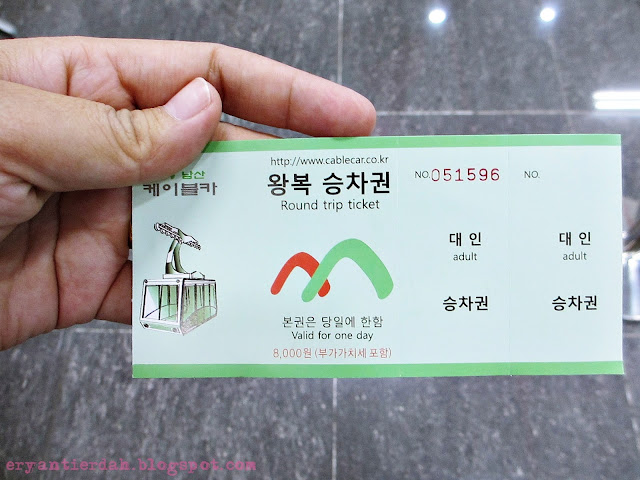 남산
케이블카
http://www.cablecar.co.kr
왕복 승차권
Round trip ticket
본권은 당일에 한함
Valid for one day
8,000원 (부가가치세 포함)
NO. 051596
대 인
adult
승차권
NO.
대 인
adult
승차권
eryantierdah.blogspot.com